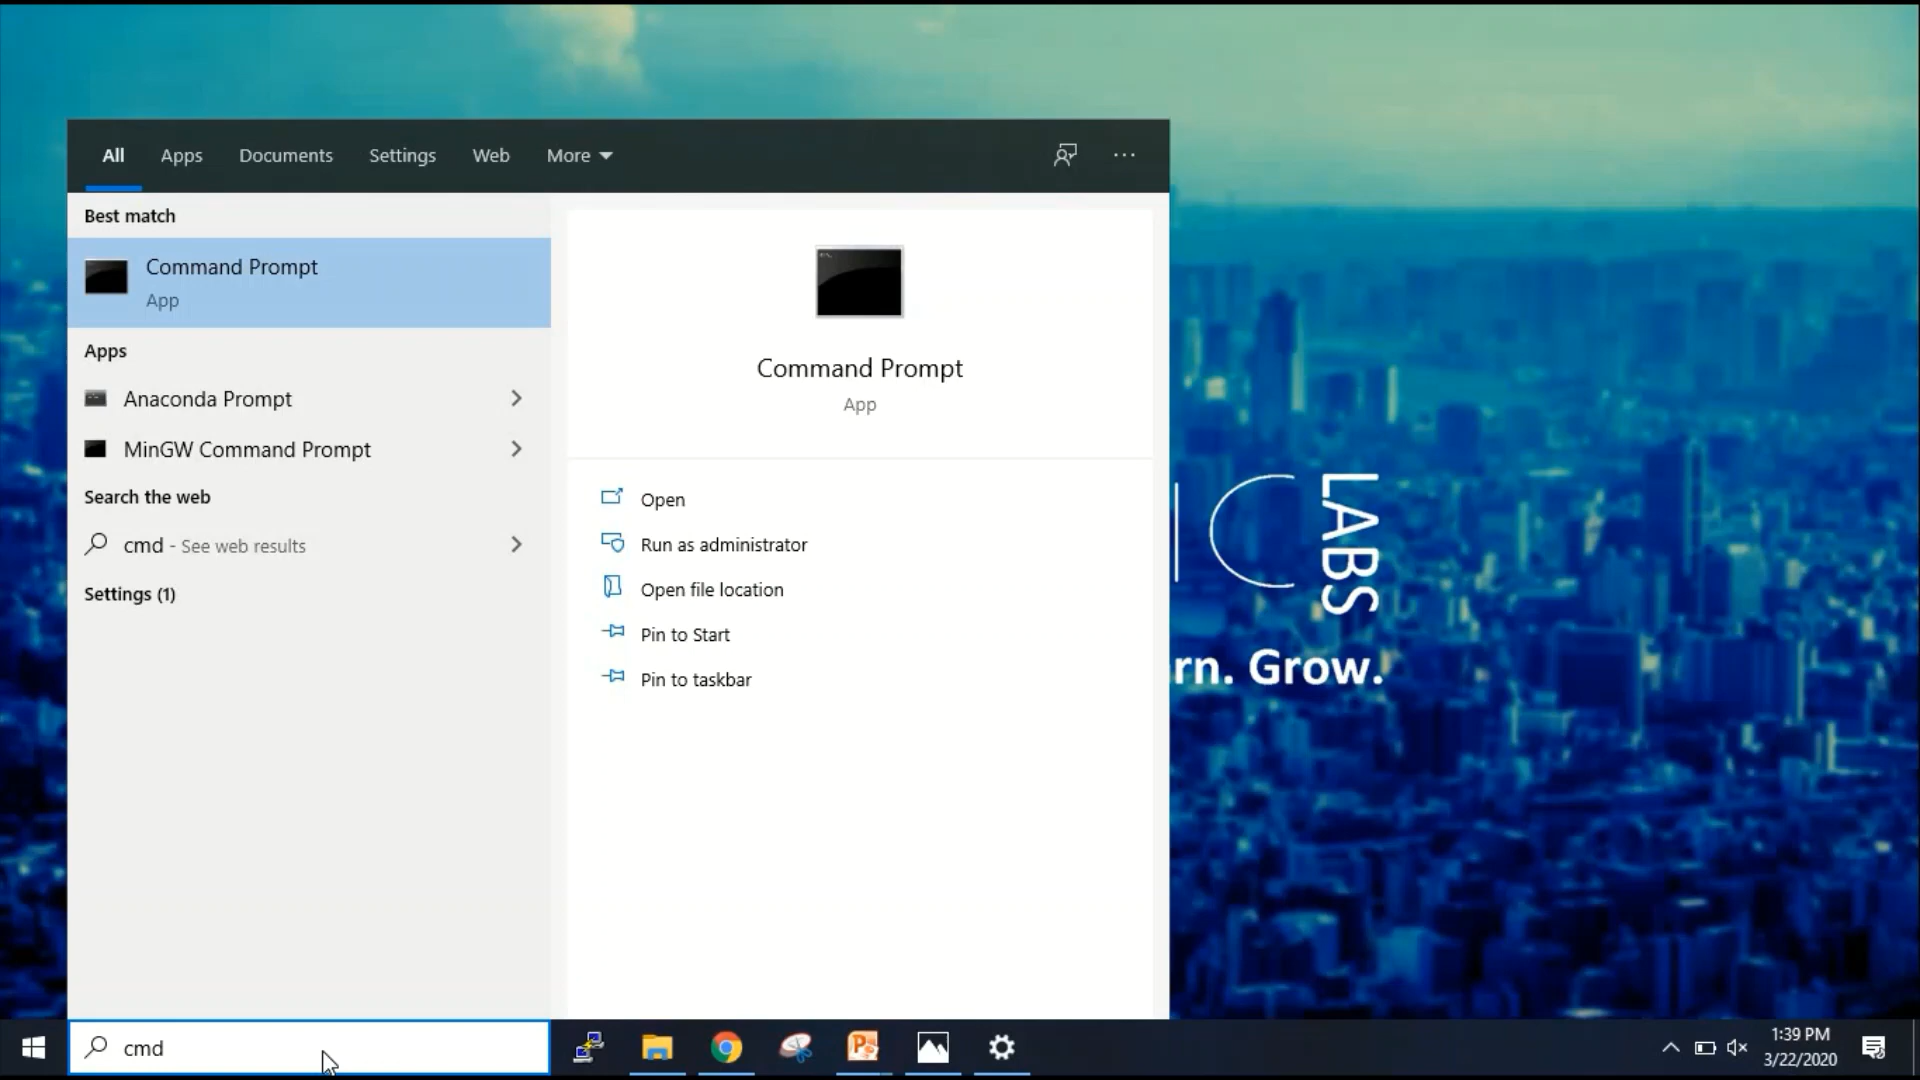 All Apps Documents Settings Web More
Best match
Command Prompt
App
Apps
Anaconda Prompt
MinGW Command Prompt
Search the web
cmd - See web results
Settings (1)
Command Prompt
App
Open
Run as administrator
Open file location
Pin to Start
Pin to taskbar
IC
LABS
rn. Grow.
cmd
1:39 PM
3/22/2020